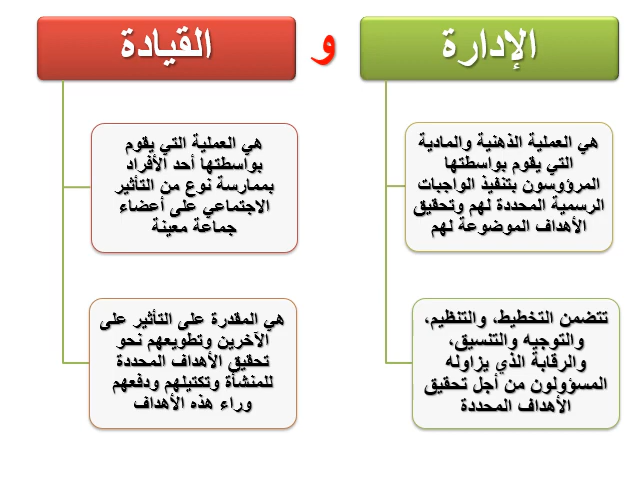 الإدارة
و
القيادة
هي العملية الذهنية والمادية
التي يقوم بواسطتها
المرؤوسون بتنفيذ الواجبات
الرسمية المحددة لهم وتحقيق
الأهداف الموضوعة لهم
تتضمن التخطيط، والتنظيم،
والتوجيه والتنسيق،
والرقابة الذي يزاوله
المسؤولون من أجل تحقيق
الأهداف المحددة
هي العملية التي يقوم
بواسطتها أحد الأفراد
بممارسة نوع من التأثير
الاجتماعي على أعضاء
جماعة معينة
هي المقدرة على التأثير على
الآخرين وتطويعهم نحو
تحقيق الأهداف المحددة
للمنشأة وتكتيلهم ودفعهم
وراء هذه الأهداف